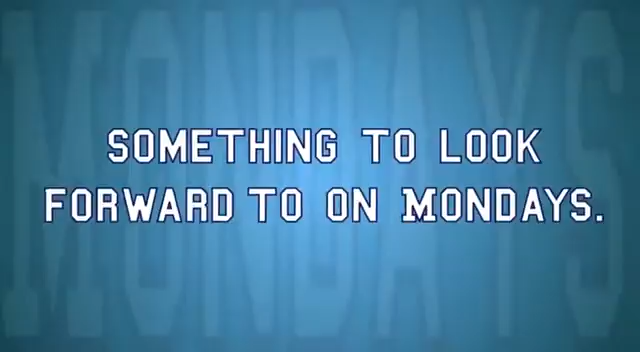 MONDAYS
SOMETHING TO LOOK
FORWARD TO ON MONDAYS.